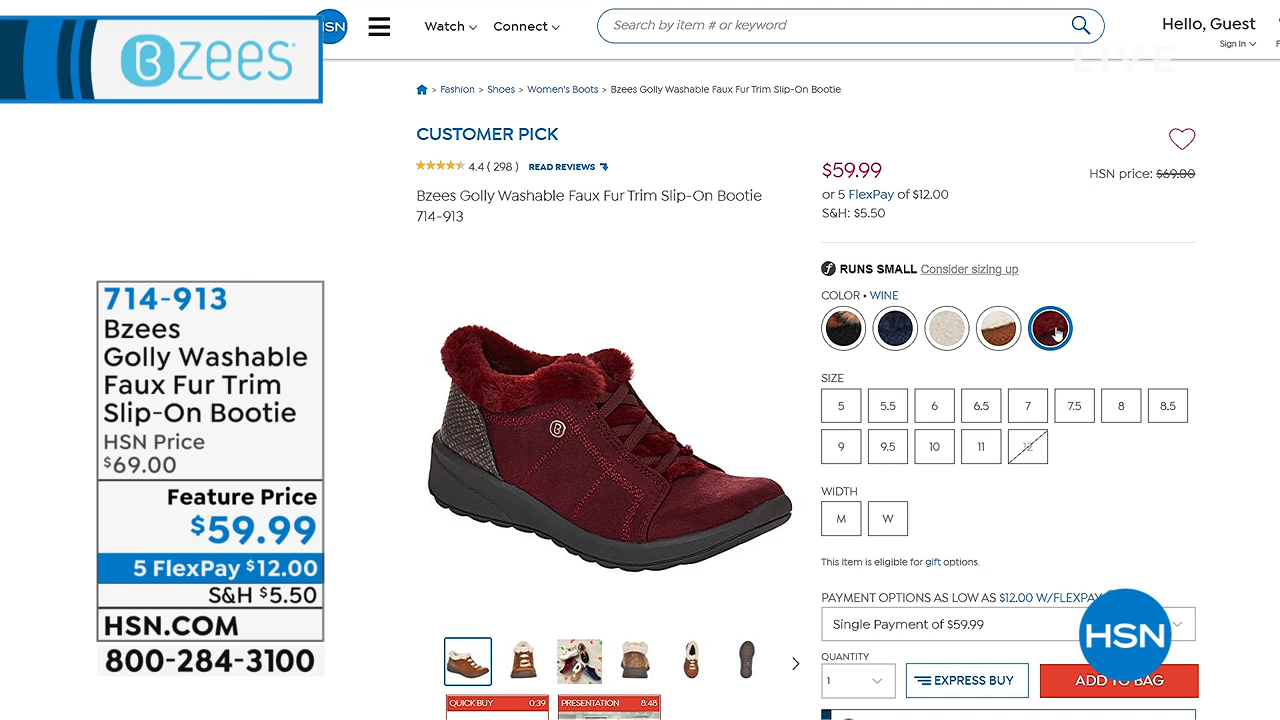 Bzees
HSN
Watch
Connect
Search by item # or keyword
Hello, Guest
Sign In
LIVE
Fashion > Shoes > Women's Boots > Bzees Golly Washable Faux Fur Trim Slip-On Bootie
CUSTOMER PICK
4.4 ( 298 ) READ REVIEWS
Bzees Golly Washable Faux Fur Trim Slip-On Bootie
714-913
$59.99
HSN price: $69.00
or 5 FlexPay of $12.00
S&H: $5.50
RUNS SMALL Consider sizing up
COLOR • WINE
SIZE
5 5.5 6 6.5 7 7.5 8 8.5
9 9.5 10 11 12
WIDTH
M W
This item is eligible for gift options.
PAYMENT OPTIONS AS LOW AS $12.00 W/FLEXPAY
Single Payment of $59.99
QUANTITY
1
EXPRESS BUY
ADD TO BAG
HSN
QUICK BUY 0:39
PRESENTATION 8:48
B
714-913
Bzees
Golly Washable
Faux Fur Trim
Slip-On Bootie
HSN Price
$69.00
Feature Price
$59.99
5 FlexPay $12.00
S&H $5.50
HSN.COM
800-284-3100